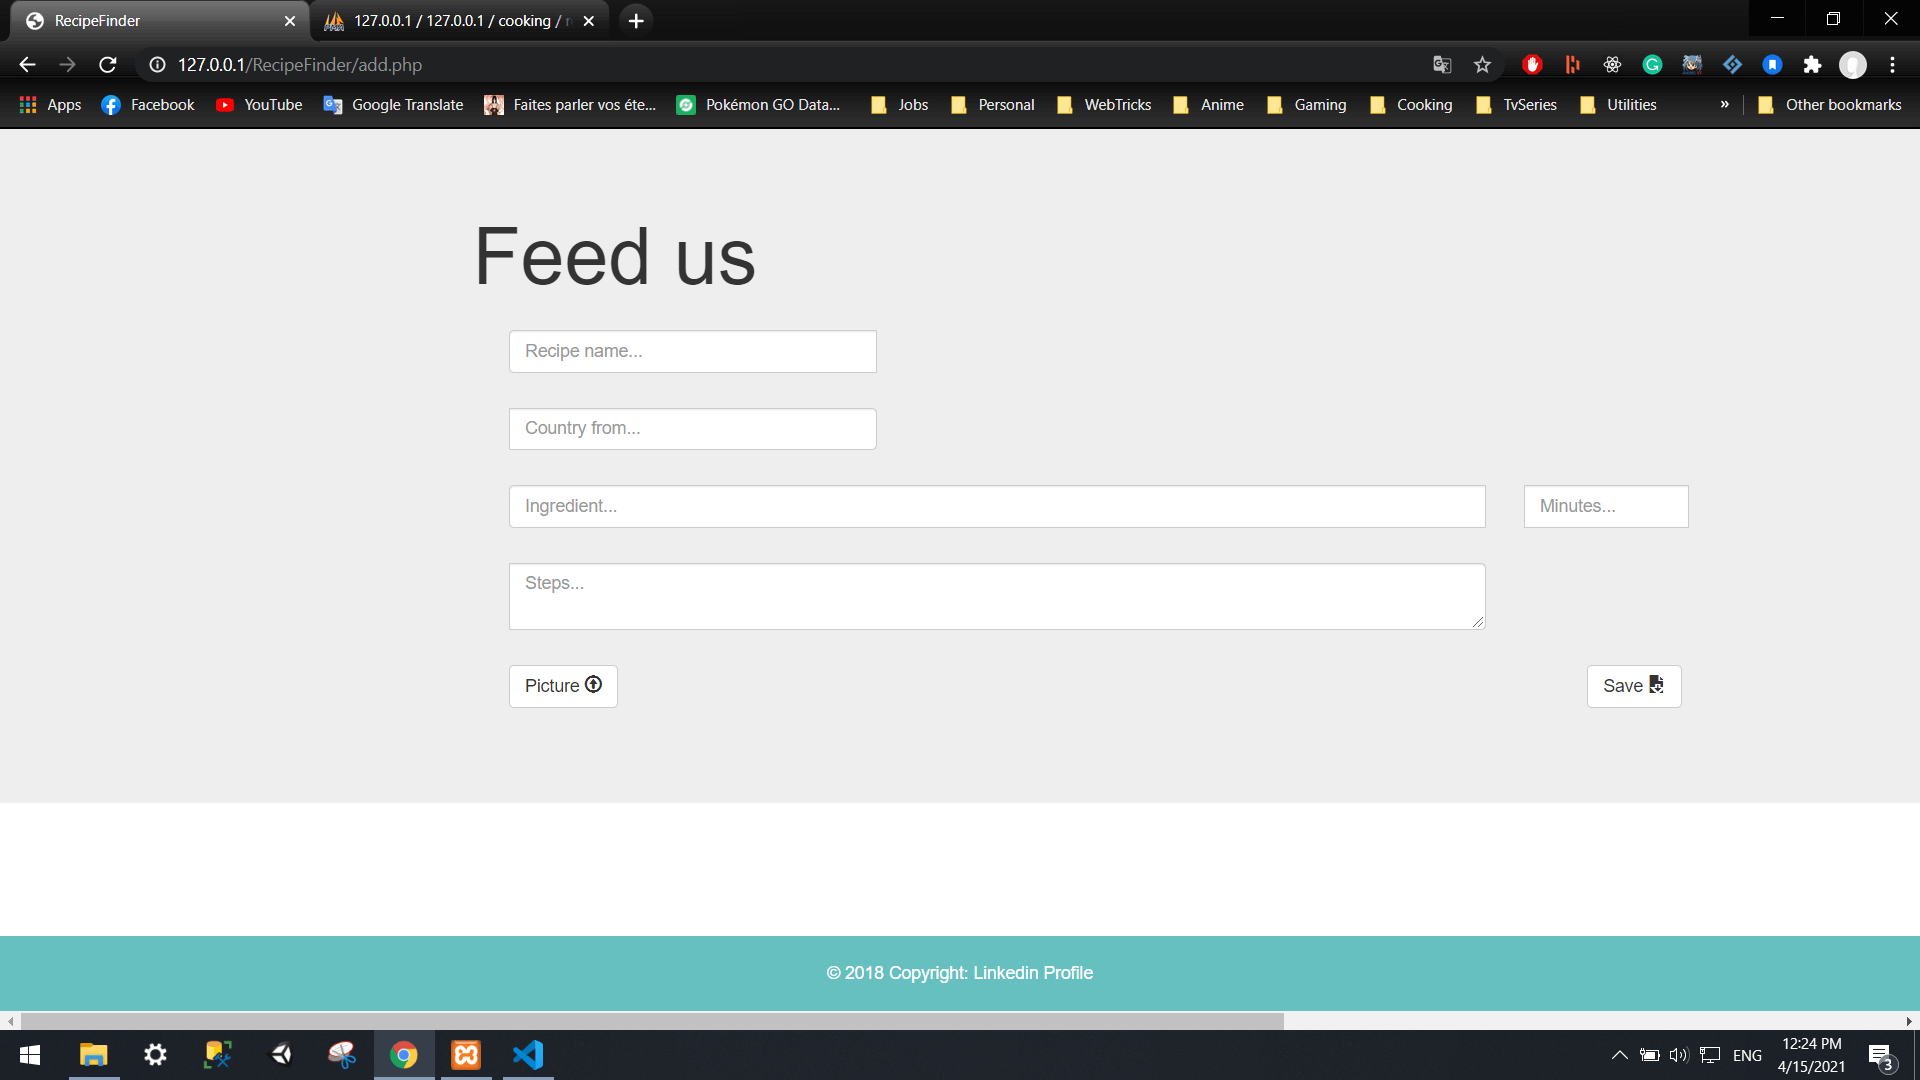 RecipeFinder
127.0.0.1 / 127.0.0.1 / cooking /
127.0.0.1/RecipeFinder/add.php
Apps Facebook YouTube Google Translate Faites parler vos éte... Pokémon GO Data... Jobs Personal WebTricks Anime Gaming Cooking TvSeries Utilities » Other bookmarks
Feed us
Recipe name...
Country from...
Ingredient... Minutes...
Steps...
Picture Save
© 2018 Copyright: Linkedin Profile
ENG 12:24 PM
4/15/2021 3